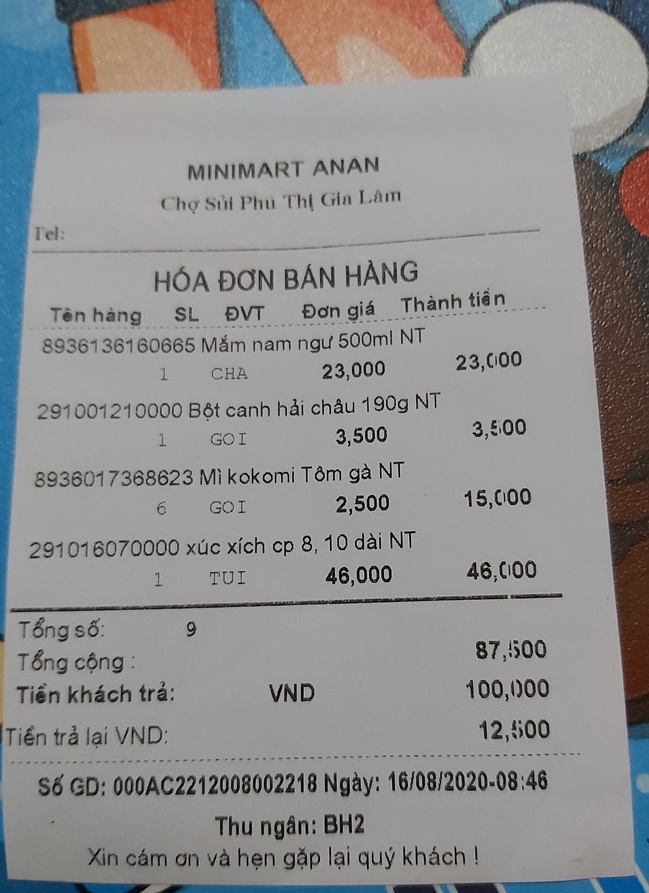 MINIMART ANAN
Chợ Sủi Phú Thị Gia Lâm
Tel:
HÓA ĐƠN BÁN HÀNG
Tên hàng SL ĐVT Đơn giá Thành tiền
8936136160665 Mắm nam ngư 500ml NT
1 CHA 23,000 23,000
291001210000 Bột canh hải châu 190g NT
1 GOI 3,500 3,500
8936017368623 Mì kokomi Tôm gà NT
6 GOI 2,500 15,000
291016070000 xúc xích cp 8, 10 dài NT
1 TUI 46,000 46,000
Tổng số: 9
Tổng cộng : 87,500
Tiền khách trả: VND 100,000
Tiền trả lại VND: 12,500
Số GD: 000AC2212008002218 Ngày: 16/08/2020-08:46
Thu ngân: BH2
Xin cám ơn và hẹn gặp lại quý khách !